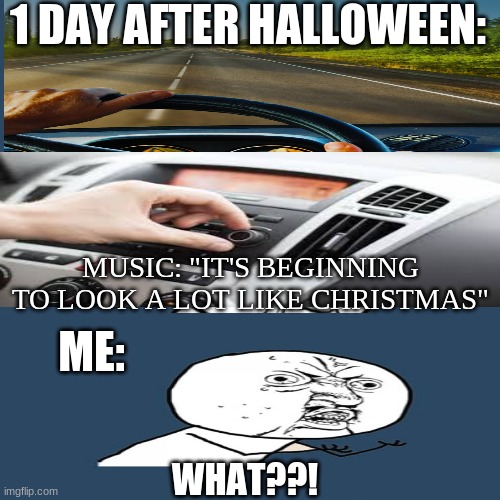 1 DAY AFTER HALLOWEEN:
MUSIC: "IT'S BEGINNING
TO LOOK A LOT LIKE CHRISTMAS"
ME:
WHAT??!
imgflip.com